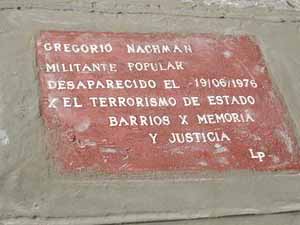 GREGORIO NACHMAN
MILITANTE POPULAR
DESAPARECIDO EL -19/06/1976
X EL TERRORISMO DE ESTADO
BARRIOS X MEMORIA
Y JUSTICIA
LP